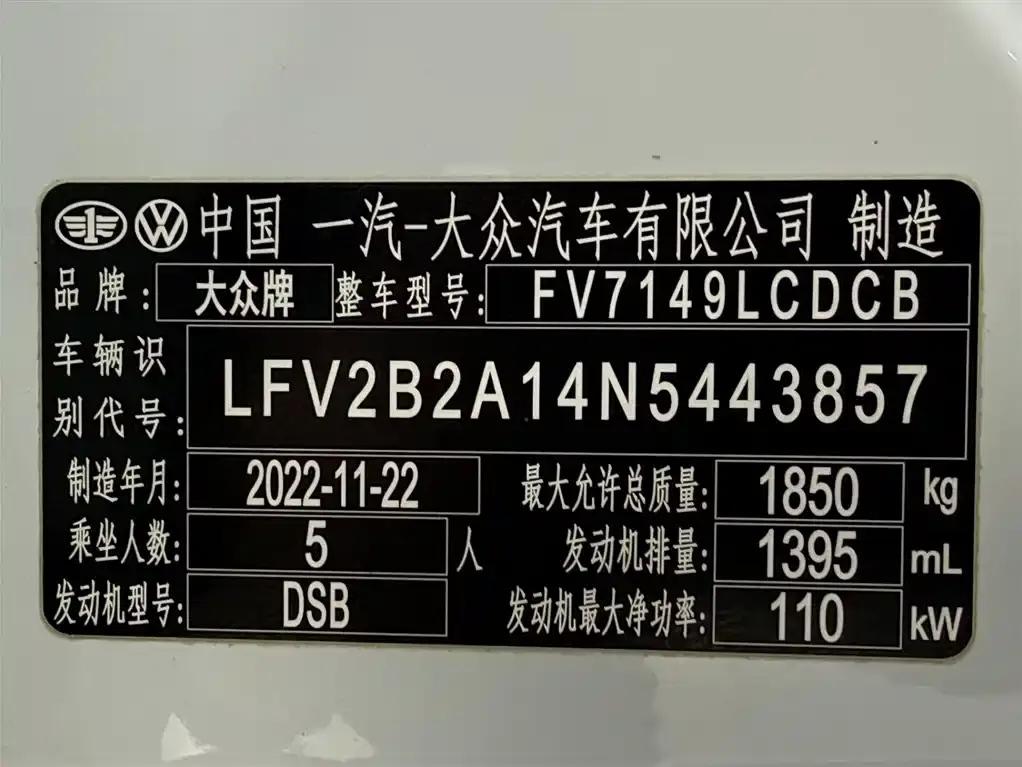 中国 一汽-大众汽车有限公司 制造
品牌: 大众牌 整车型号: FV7149LCDCB
车辆识别代号: LFV2B2A14N5443857
制造年月: 2022-11-22 最大允许总质量: 1850 kg
乘坐人数: 5 人 发动机排量: 1395 mL
发动机型号: DSB 发动机最大净功率: 110 kW